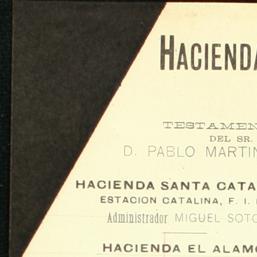 HACIENDA
TESTAMEN
DEL SR.
D. PABLO MARTIN
HACIENDA SANTA CATA
ESTACION CATALINA, F. I.
Administrador MIGUEL SOTO
HACIENDA EL ALAMO